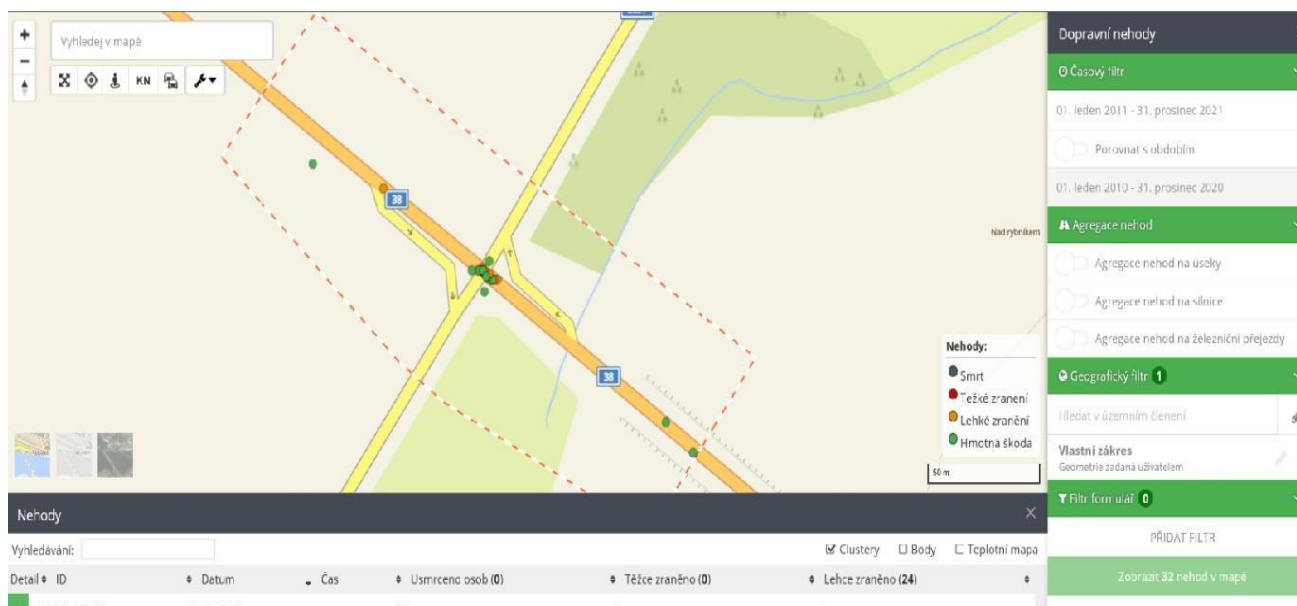 +
Vyhledej v mapě
−
KN
38
38
Nad rybníkem
Nehody:
Smrt
Težké zranení
Lehké zranění
Hmotna škoda
50 m
Dopravní nehody
Časový filtr
01. leden 2011 - 31. prosinec 2021
Porovnat s obdobím
01. leden 2010 - 31. prosinec 2020
Agregace nehod
Agregace nehod na úseky
Agregace nehod na silnice
Agregace nehod na železniční přejezdy
Geografický filtr 1
Hledat v územním členení
Vlastní zákres
Geometrie zadaná uživatelem
Filtr formulář 0
PŘIDAT FILTR
Zobrazit 32 nehod v mapě
Nehody ×
Vyhledávání: Clustery Body Teplotní mapa
Detail ID Datum Čas Usmrceno osob (0) Těžce zraněno (0) Lehce zraněno (24)